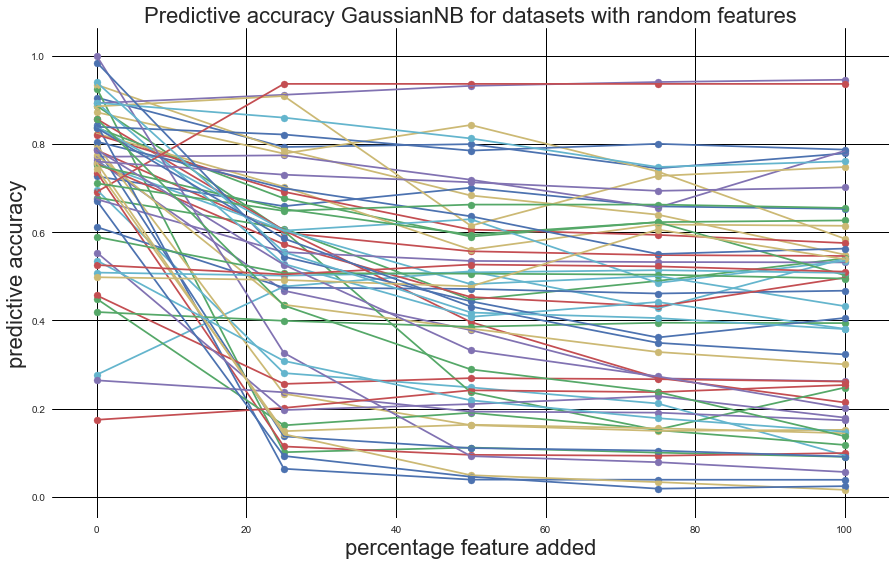 Predictive accuracy GaussianNB for datasets with random features
1.0
0.8
0.6
0.4
0.2
0.0
predictive accuracy
0 20 40 60 80 100
percentage feature added